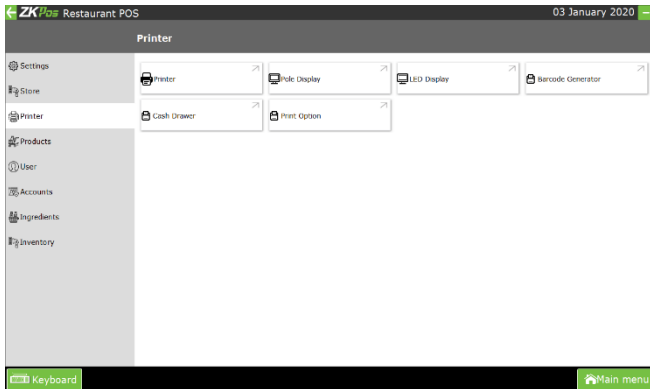 ZKPos Restaurant POS 03 January 2020
Printer
Settings
Store
Printer
Products
User
Accounts
Ingredients
Inventory
Printer Pole Display LED Display Barcode Generator
Cash Drawer Print Option
Keyboard Main menu